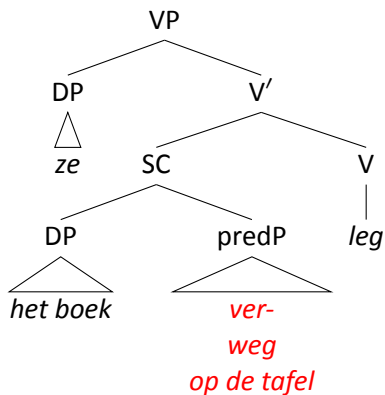 VP
DP V′
ze SC V
DP predP leg
het boek ver-
weg
op de tafel